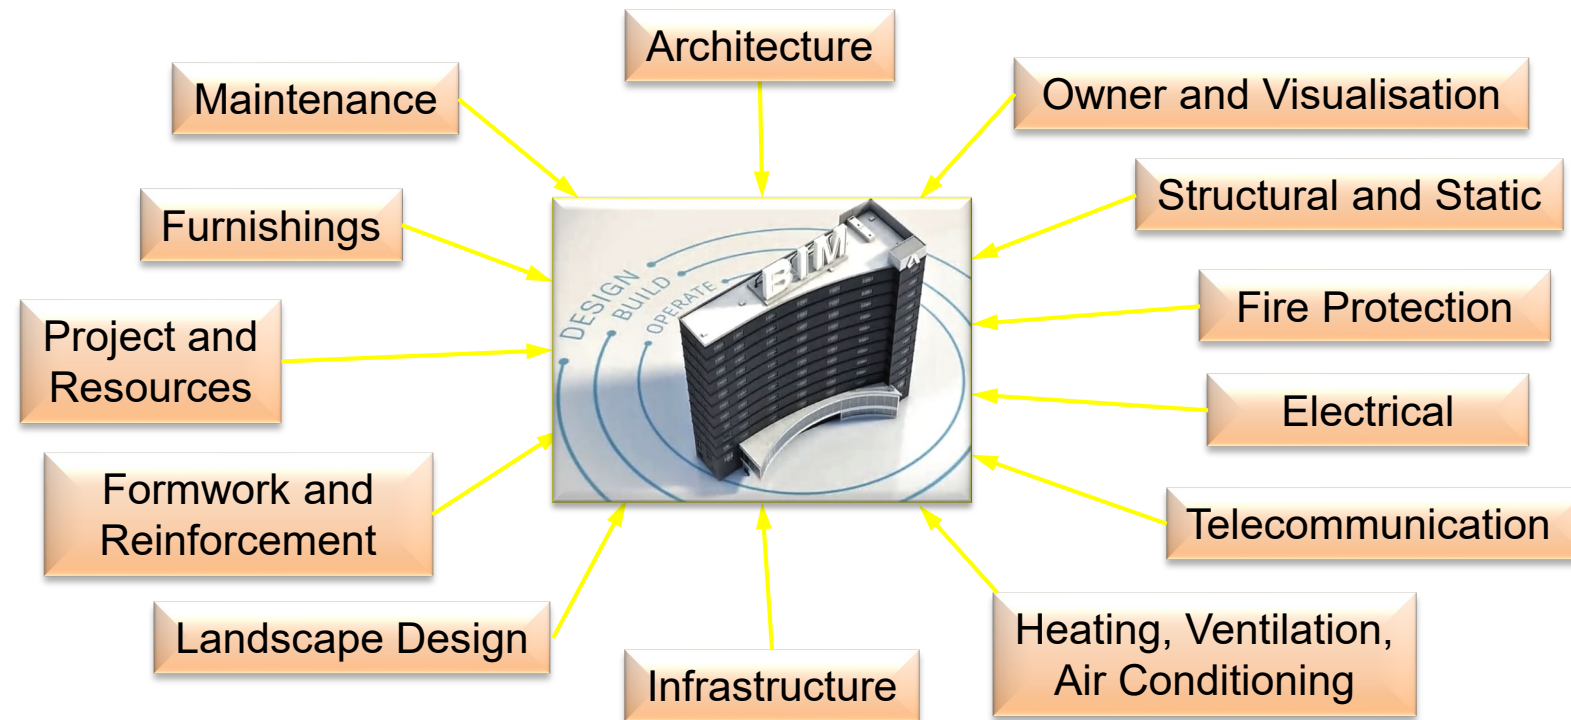 Architecture
Maintenance
Owner and Visualisation
Furnishings
Structural and Static
Project and
Resources
Fire Protection
Electrical
Formwork and
Reinforcement
Telecommunication
Landscape Design
Infrastructure
Heating, Ventilation,
Air Conditioning
BIM
DESIGN
BUILD
OPERATE